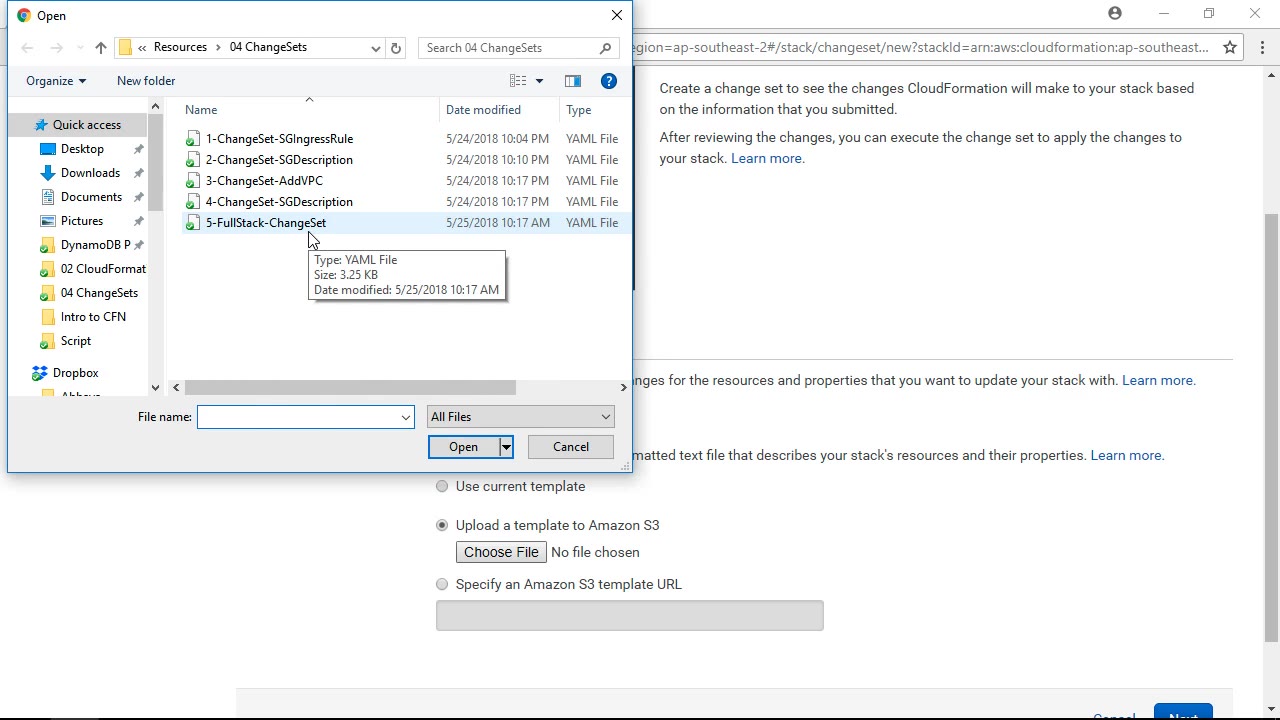 Open
« Resources › 04 ChangeSets
Search 04 ChangeSets
egion=ap-southeast-2#/stack/changeset/new?stackId=arn:aws:cloudformation:ap-southeast...
Organize
New folder
Name
Date modified
Type
Quick access
Desktop
Downloads
Documents
Pictures
DynamoDB P
02 CloudFormat
04 ChangeSets
Intro to CFN
Script
Dropbox
1-ChangeSet-SGIngressRule 5/24/2018 10:04 PM YAML File
2-ChangeSet-SGDescription 5/24/2018 10:10 PM YAML File
3-ChangeSet-AddVPC 5/24/2018 10:17 PM YAML File
4-ChangeSet-SGDescription 5/24/2018 10:17 PM YAML File
5-FullStack-ChangeSet 5/25/2018 10:17 AM YAML File
Type: YAML File
Size: 3.25 KB
Date modified: 5/25/2018 10:17 AM
File name:
All Files
Open
Cancel
Create a change set to see the changes CloudFormation will make to your stack based
on the information that you submitted.
After reviewing the changes, you can execute the change set to apply the changes to
your stack. Learn more.
nges for the resources and properties that you want to update your stack with. Learn more.
matted text file that describes your stack's resources and their properties. Learn more.
Use current template
Upload a template to Amazon S3
Choose File No file chosen
Specify an Amazon S3 template URL
Cancel
Next